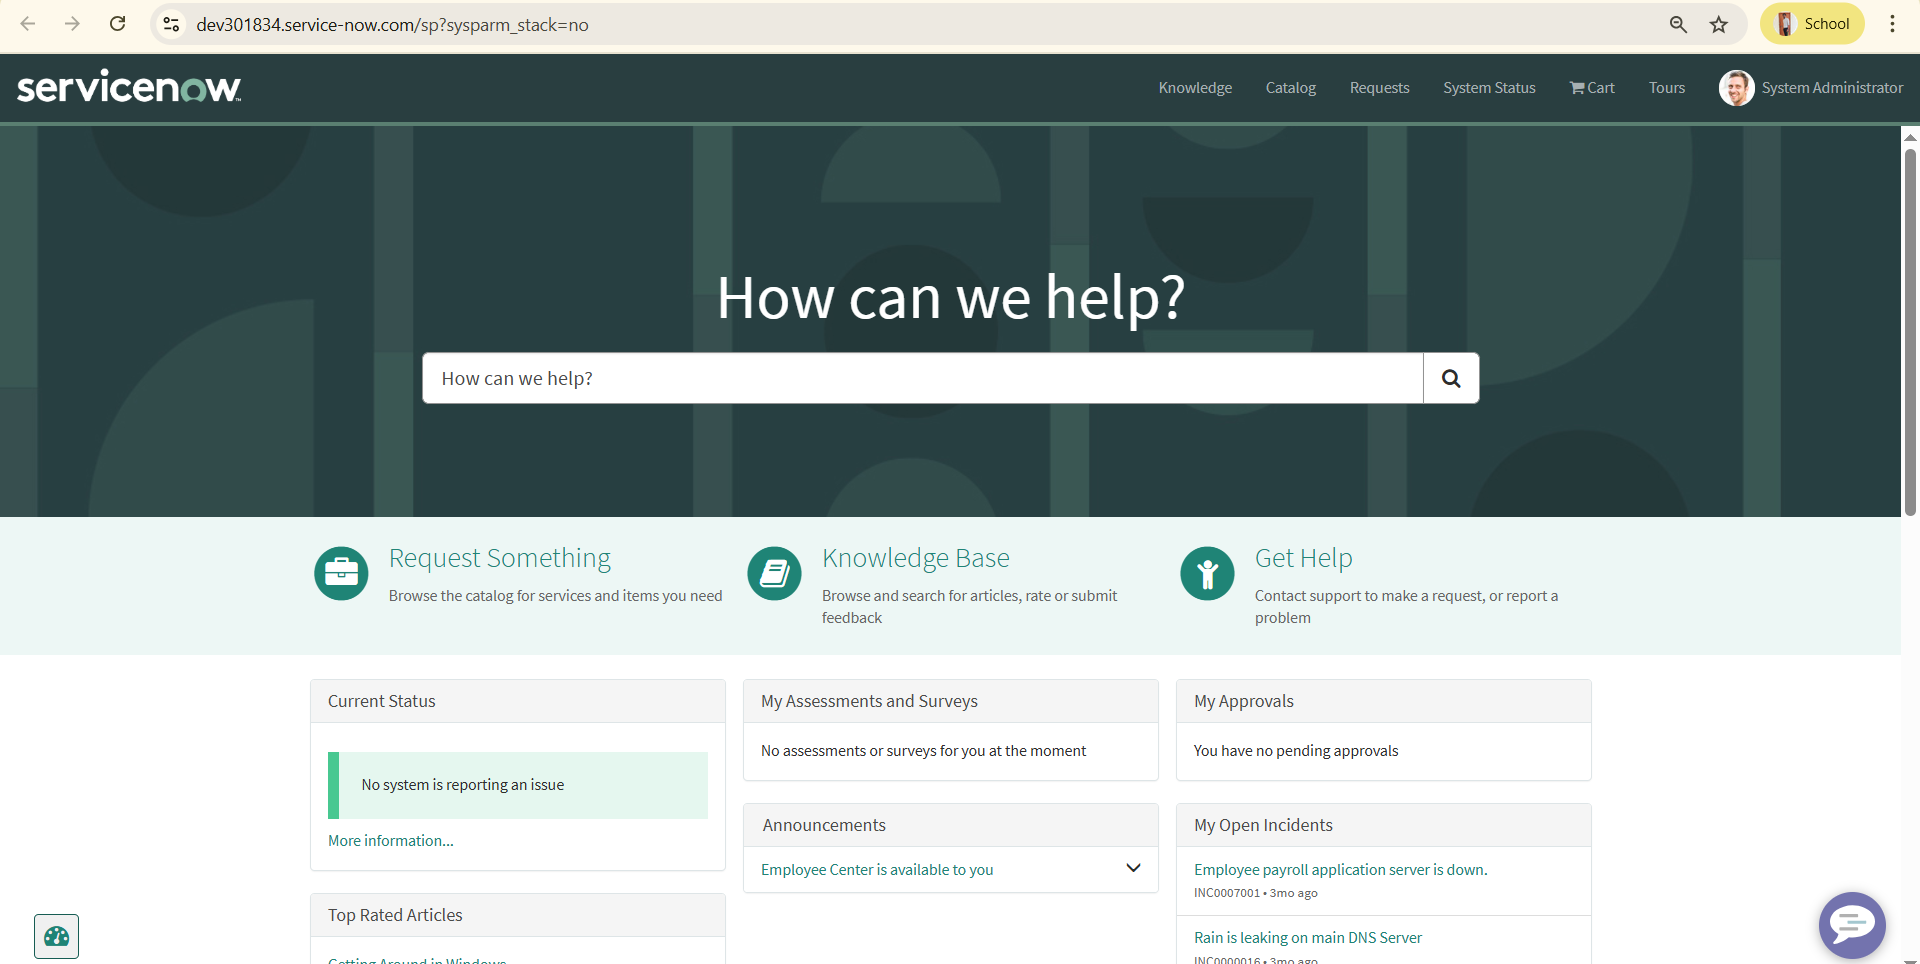 dev301834.service-now.com/sp?sysparm_stack=no
School
servicenow
Knowledge
Catalog
Requests
System Status
Cart
Tours
System Administrator
How can we help?
How can we help?
Request Something
Browse the catalog for services and items you need
Knowledge Base
Browse and search for articles, rate or submit
feedback
Get Help
Contact support to make a request, or report a
problem
Current Status
No system is reporting an issue
More information...
Top Rated Articles
Getting Around in Windows
My Assessments and Surveys
No assessments or surveys for you at the moment
Announcements
Employee Center is available to you
My Approvals
You have no pending approvals
My Open Incidents
Employee payroll application server is down.
INC0007001 • 3mo ago
Rain is leaking on main DNS Server
INC0000016 • 3mo ago